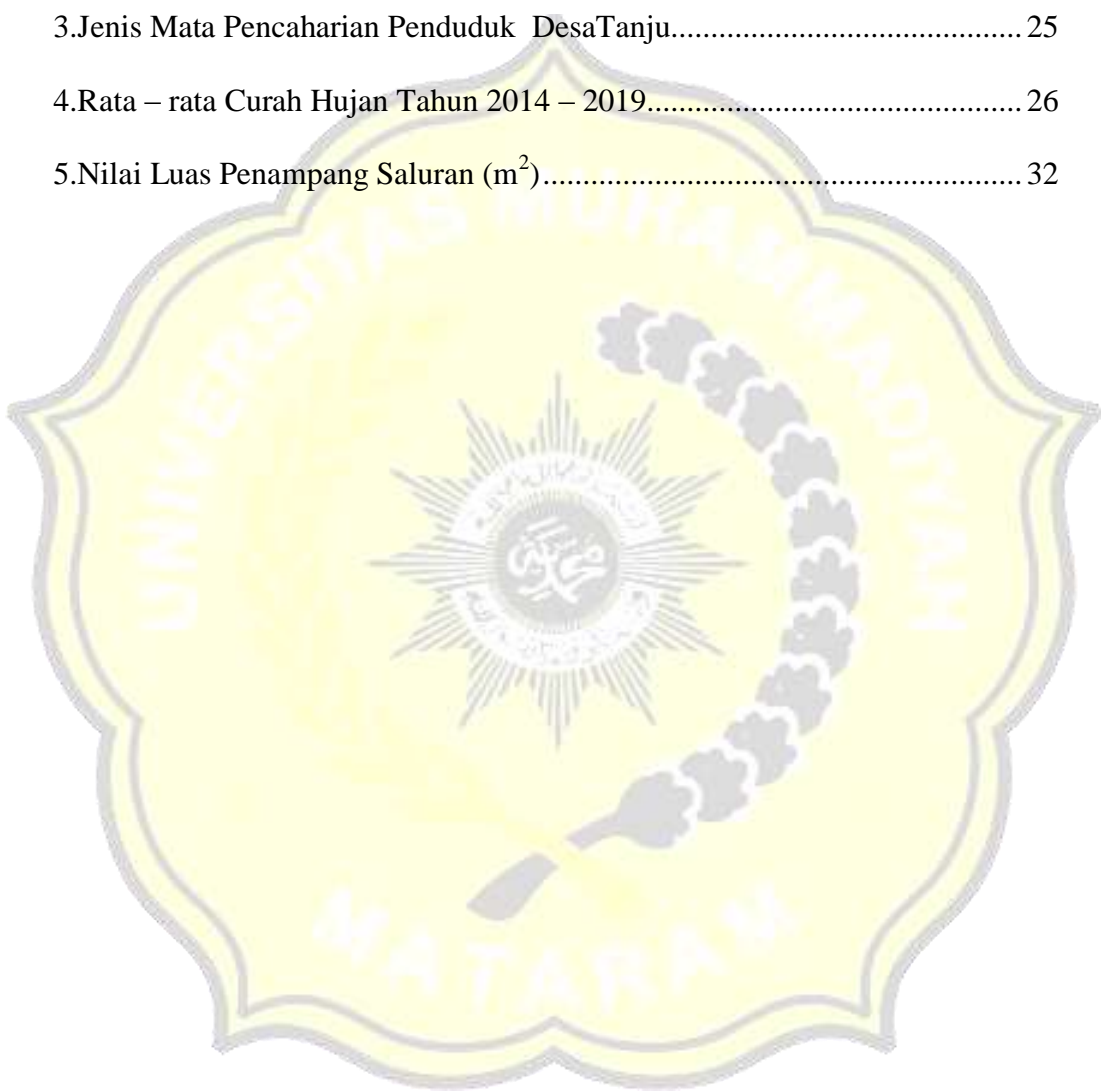 3.Jenis Mata Pencaharian Penduduk  DesaTanju.......................................... 25
4.Rata – rata Curah Hujan Tahun 2014 – 2019............................................. 26
5.Nilai Luas Penampang Saluran (m²).......................................................... 32
UNIVERSITAS MUHAMMADIYAH
MATARAM